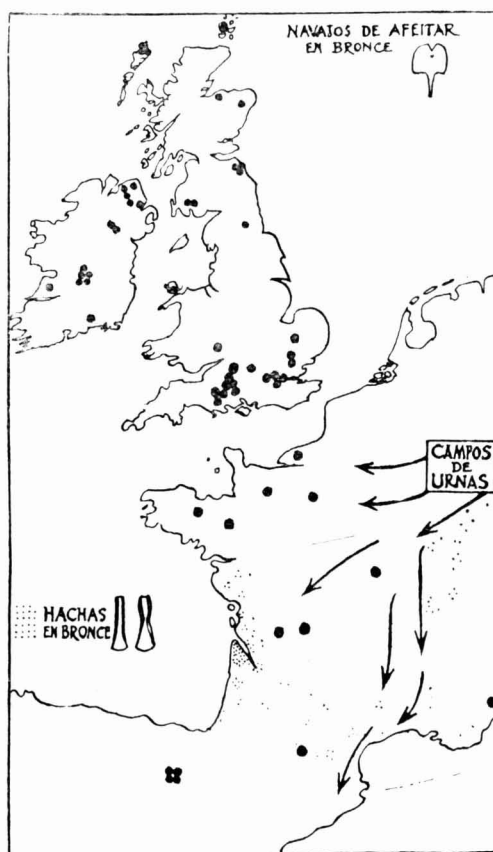 NAVAJOS DE AFEITAR
EN BRONCE
CAMPOS
DE
URNAS
HACHAS
EN BRONCE